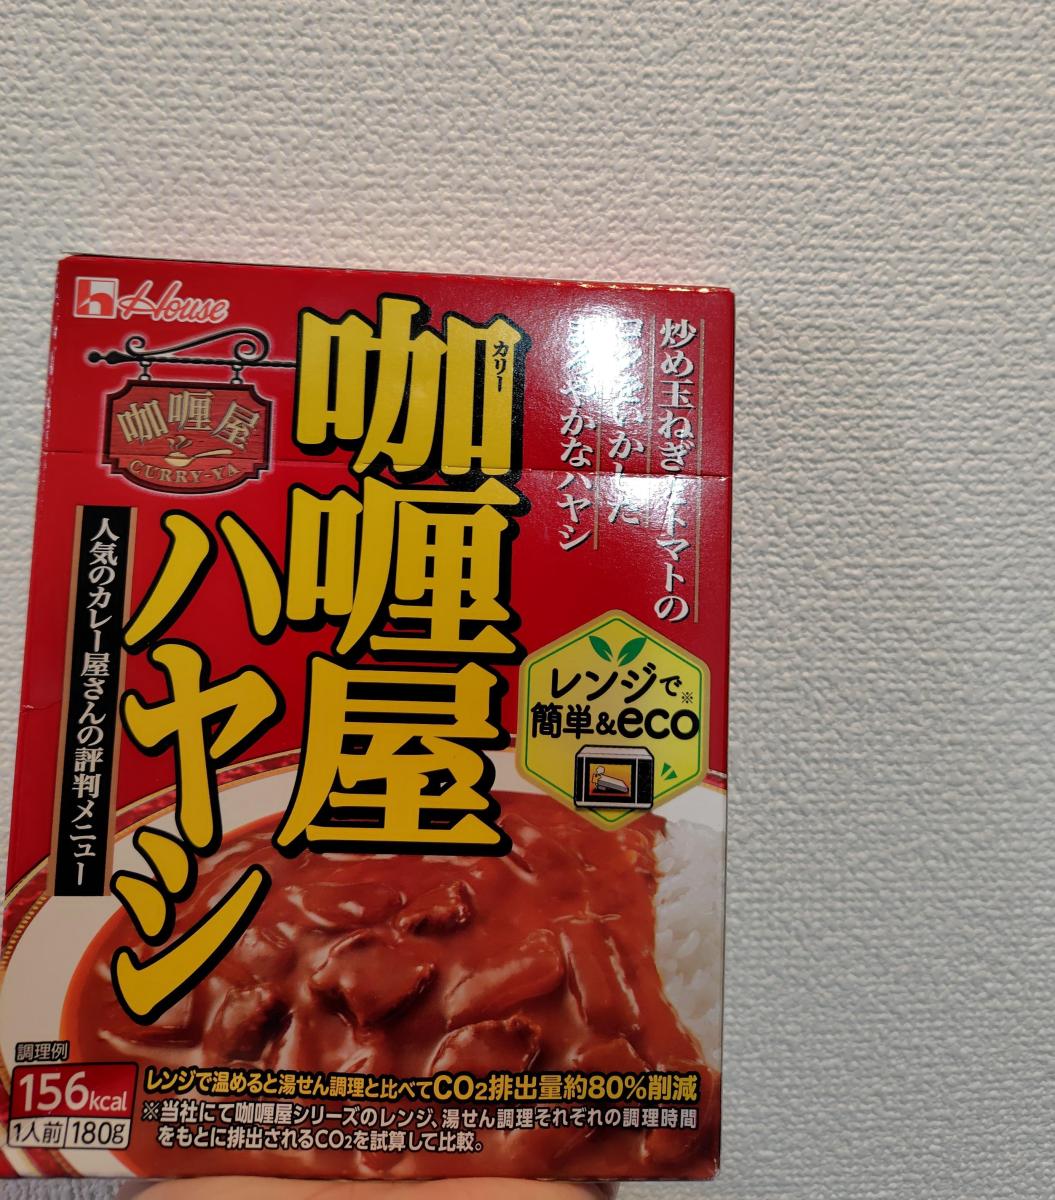 House
咖喱屋
CURRY-YA
カリー
咖喱屋
ハヤシ
炒め玉ねぎとトマトの
いかした
やかなハヤシ
人気のカレー屋さんの評判メニュー
レンジで※
簡単&eco
調理例
156kcal
1人前 180g
レンジで温めると湯せん調理と比べてCO2排出量約80%削減
※当社にて咖喱屋シリーズのレンジ、湯せん調理それぞれの調理時間
をもとに排出されるCO2を試算して比較。